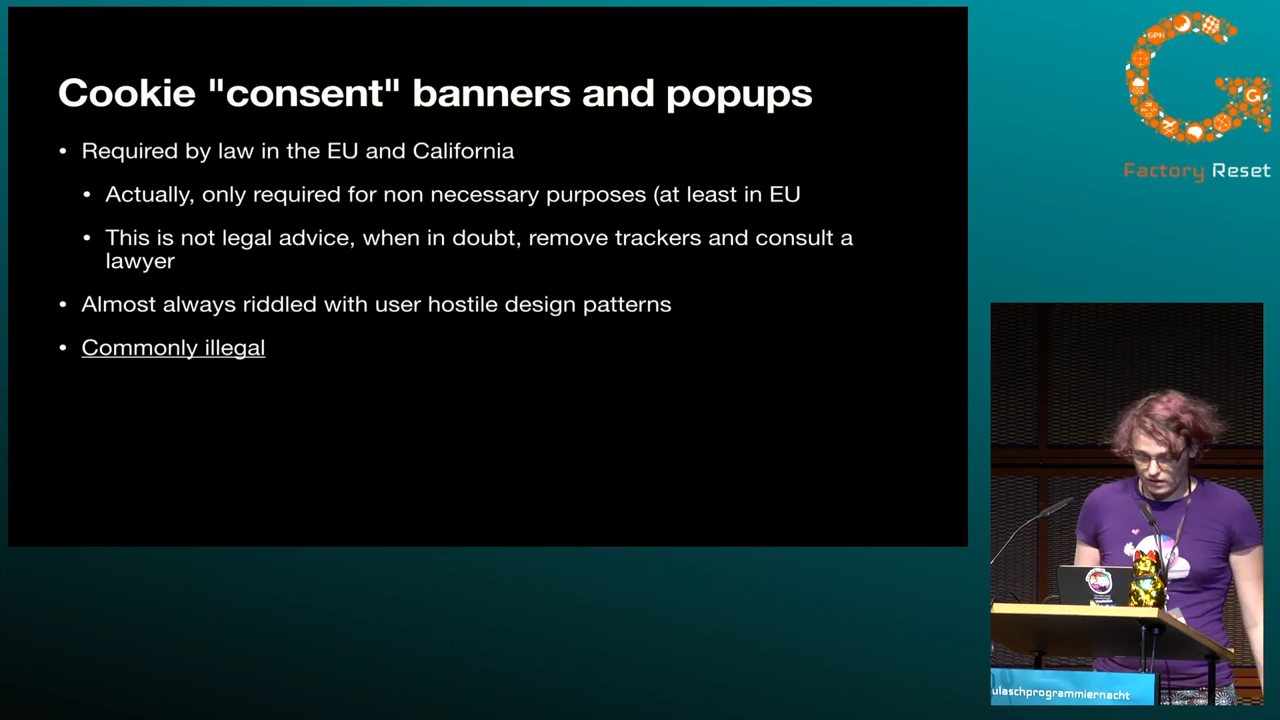 Cookie "consent" banners and popups
• Required by law in the EU and California
• Actually, only required for non necessary purposes (at least in EU
• This is not legal advice, when in doubt, remove trackers and consult a
lawyer
• Almost always riddled with user hostile design patterns
• Commonly illegal
GPN
Factory Reset
ulaschprogrammiernacht